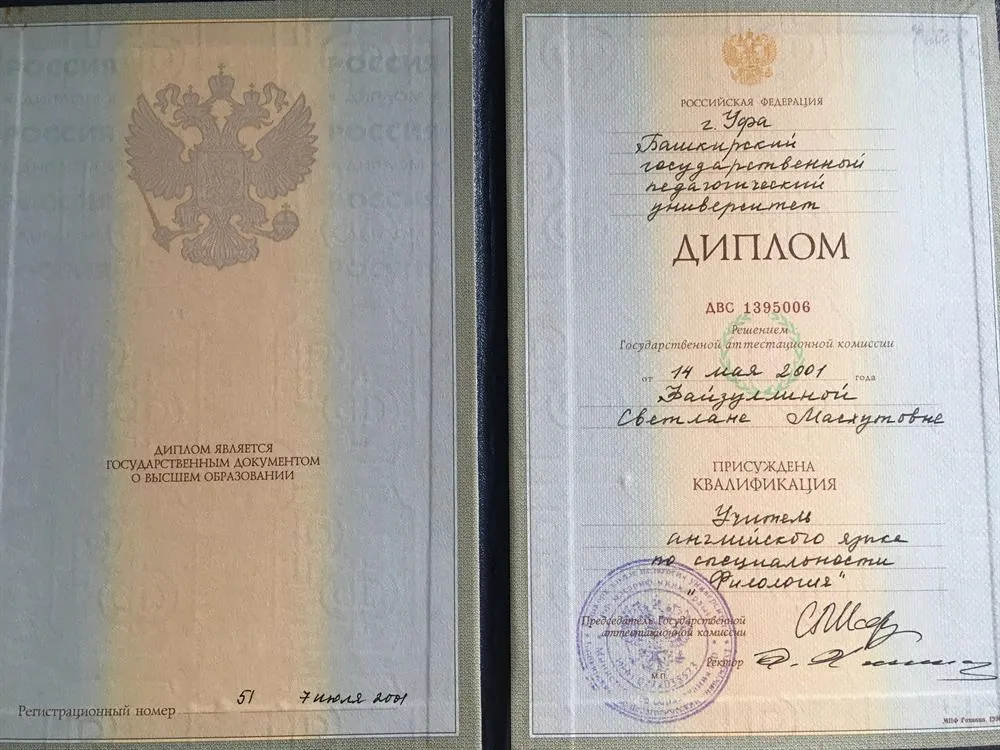 ДИПЛОМ ЯВЛЯЕТСЯ
ГОСУДАРСТВЕННЫМ ДОКУМЕНТОМ
О ВЫСШЕМ ОБРАЗОВАНИИ
Регистрационный номер 51 7 июля 2001
РОССИЙСКАЯ ФЕДЕРАЦИЯ
г. Уфа
Башкирский
государственный
педагогический
университет
ДИПЛОМ
ДВС 1395006
Решением
Государственной аттестационной комиссии
от 14 мая 2001 года
Файзуллиной
Светлане Масхутовне
ПРИСУЖДЕНА
КВАЛИФИКАЦИЯ
Учитель
английского языка
по специальности
"Филология"
Председатель Государственной
аттестационной комиссии
Ректор
М.П.